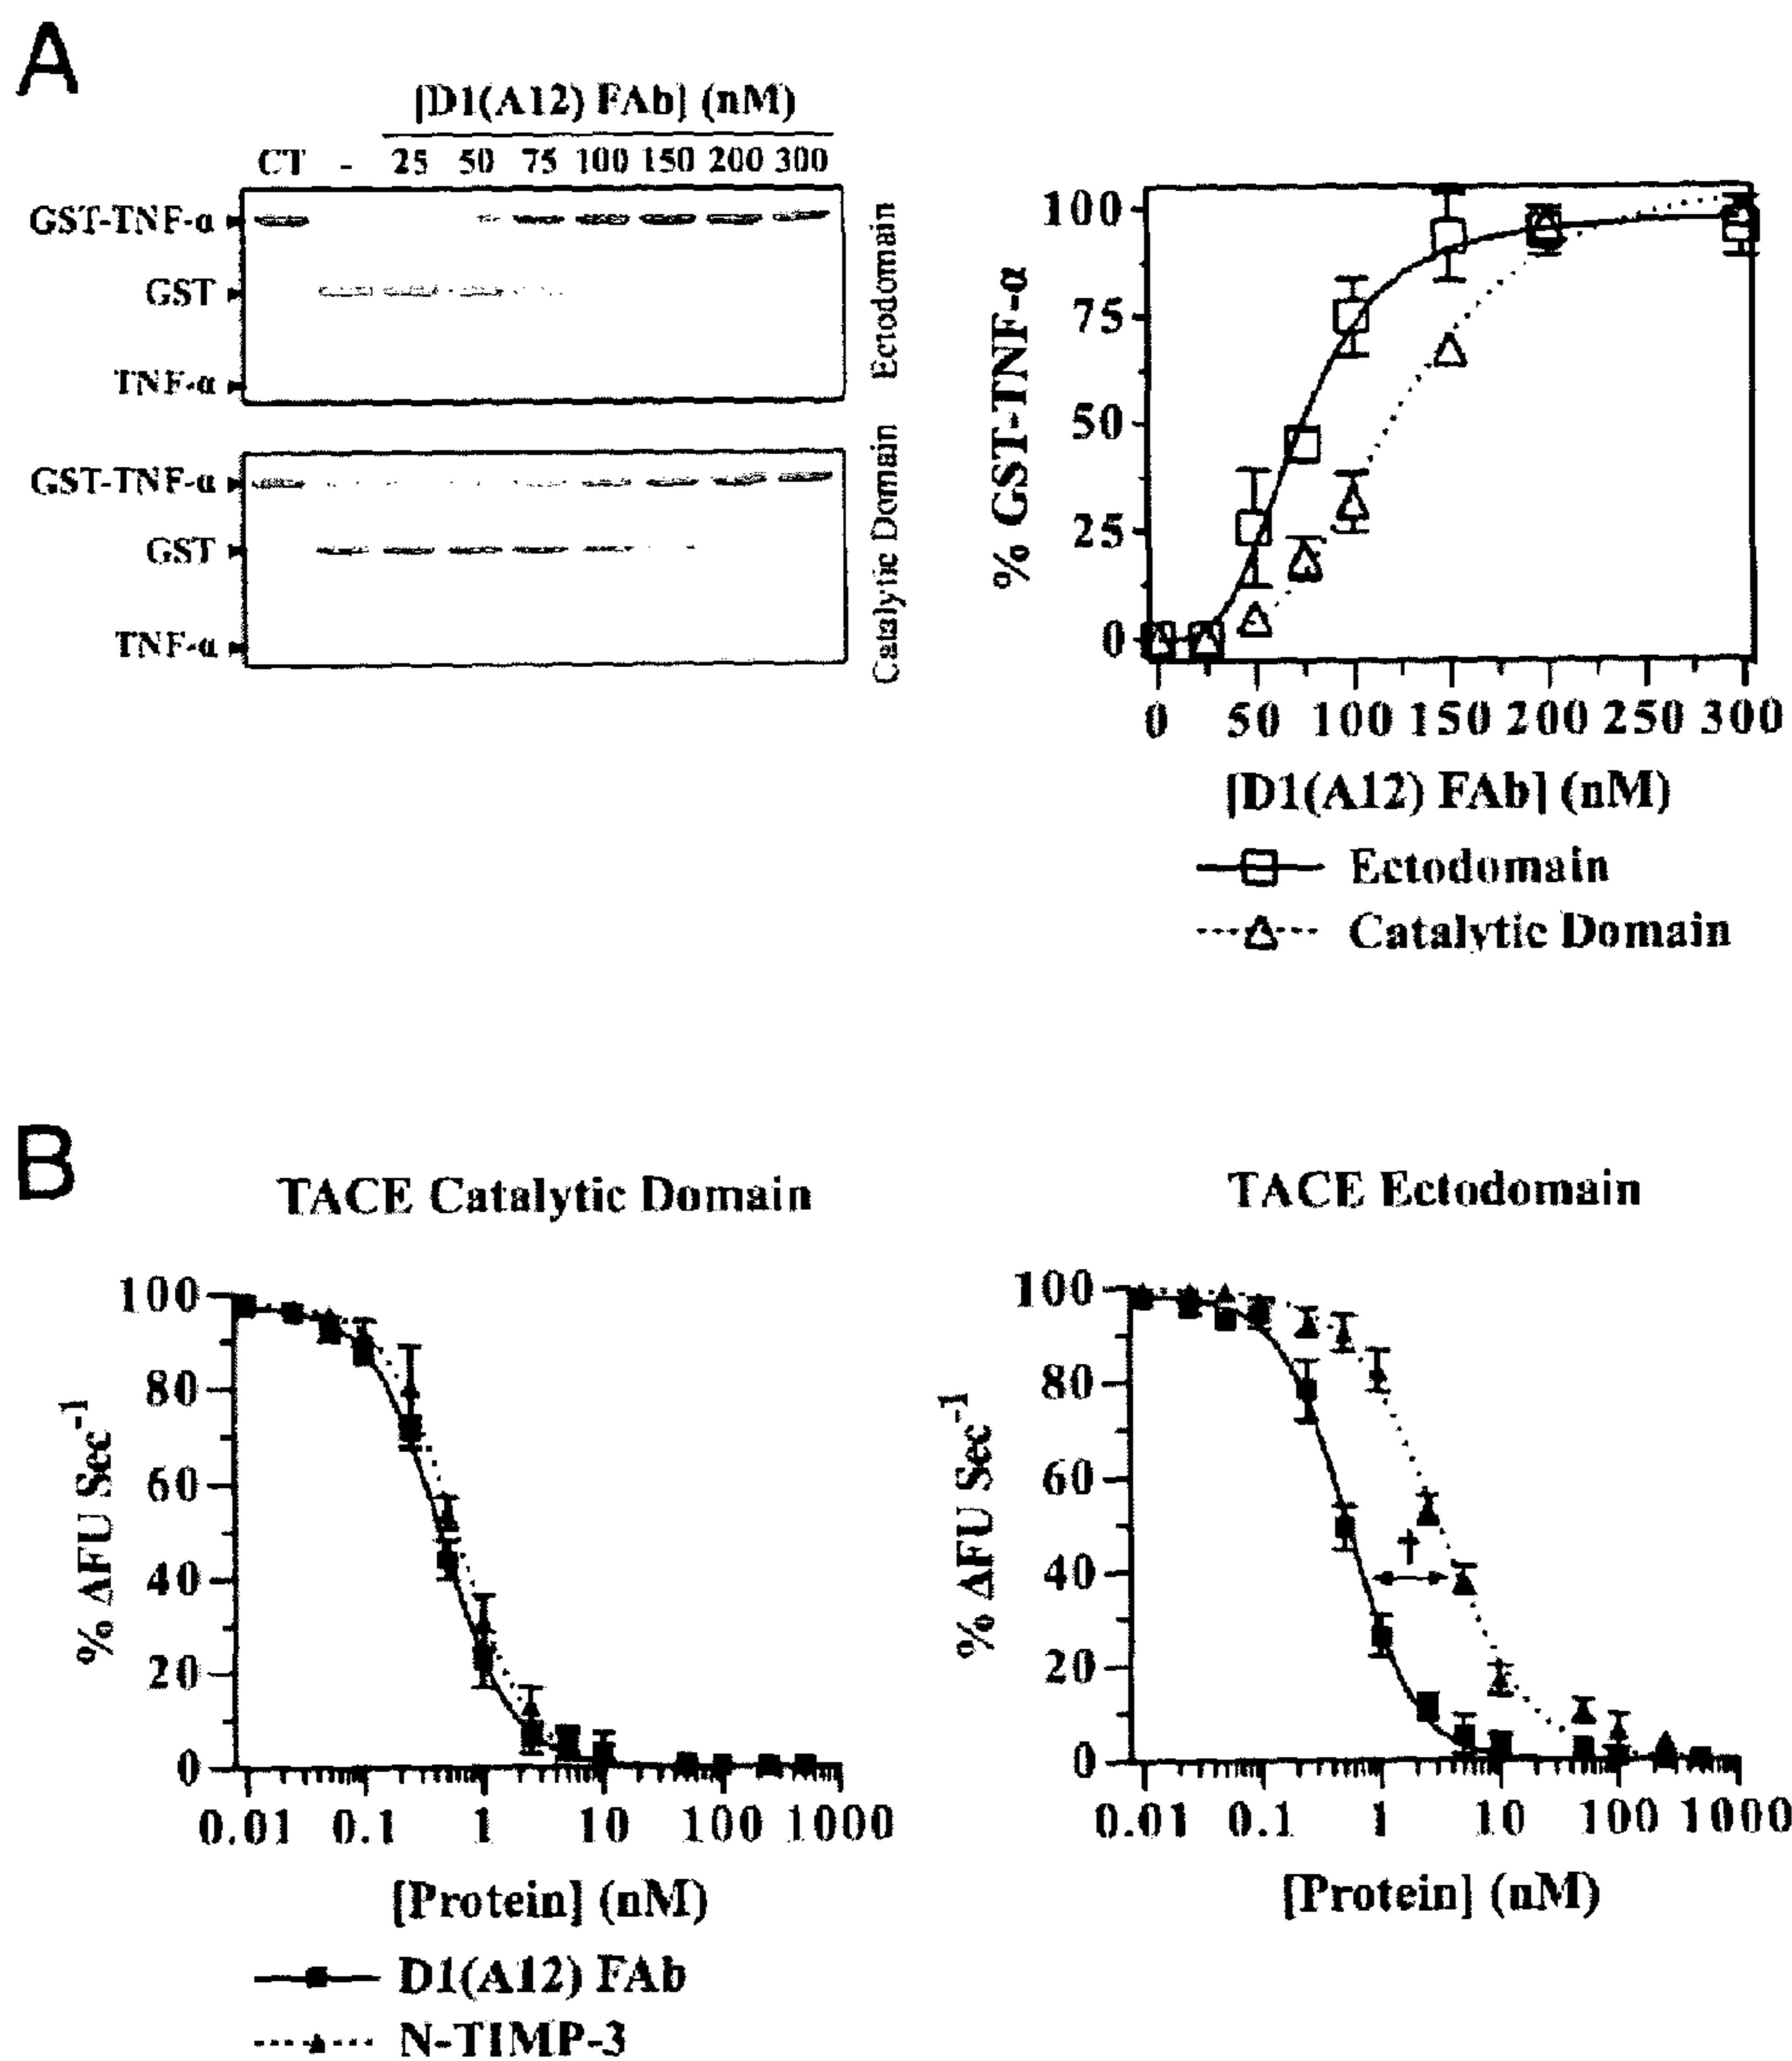 A
[D1(A12) FAb] (nM)
CT - 25 50 75 100 150 200 300
GST-TNF-α
GST
TNF-α
Ectodomain
GST-TNF-α
GST
TNF-α
Catalytic Domain
% GST-TNF-α
100
75
50
25
0
0 50 100 150 200 250 300
[D1(A12) FAb] (nM)
Ectodomain
Catalytic Domain
B
TACE Catalytic Domain
% ΔFU Sec⁻¹
100
80
60
40
20
0
0.01 0.1 1 10 100 1000
[Protein] (nM)
D1(A12) FAb
N-TIMP-3
TACE Ectodomain
% ΔFU Sec⁻¹
100
80
60
40
20
0
†
0.01 0.1 1 10 100 1000
[Protein] (nM)